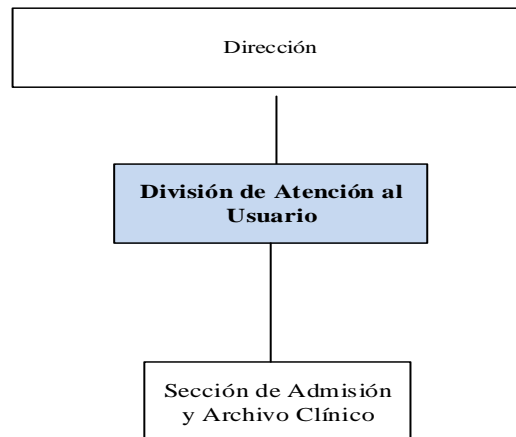 Dirección
División de Atención al
Usuario
Sección de Admisión
y Archivo Clínico